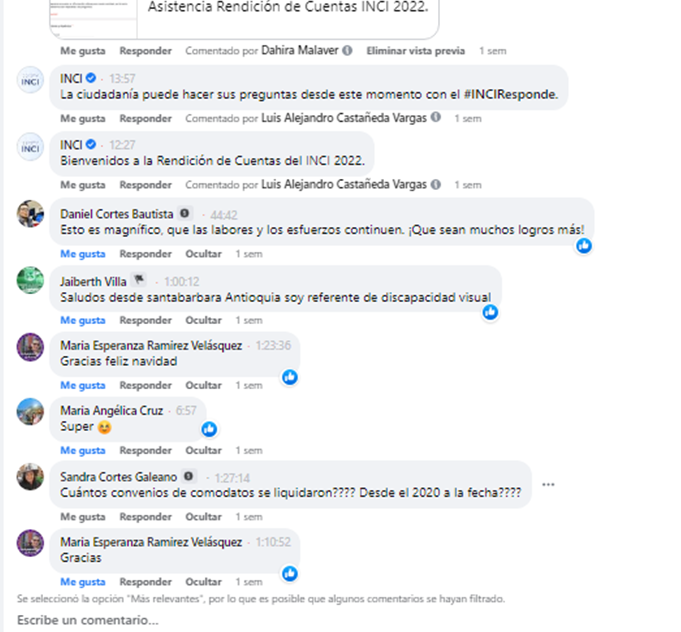 Asistencia Rendición de Cuentas INCI 2022.
Me gusta Responder Comentado por Dahira Malaver Eliminar vista previa 1 sem
INCI
INCI · 13:57
La ciudadanía puede hacer sus preguntas desde este momento con el #INCIResponde.
Me gusta Responder Comentado por Luis Alejandro Castañeda Vargas 1 sem
INCI
INCI · 12:27
Bienvenidos a la Rendición de Cuentas del INCI 2022.
Me gusta Responder Comentado por Luis Alejandro Castañeda Vargas 1 sem
Daniel Cortes Bautista · 44:42
Esto es magnífico, que las labores y los esfuerzos continuen. ¡Que sean muchos logros más!
Me gusta Responder Ocultar 1 sem
Jaiberth Villa · 1:00:12
Saludos desde santabarbara Antioquia soy referente de discapacidad visual
Me gusta Responder Ocultar 1 sem
Maria Esperanza Ramirez Velásquez · 1:23:36
Gracias feliz navidad
Me gusta Responder Ocultar 1 sem
Maria Angélica Cruz · 6:57
Super 🥹
Me gusta Responder Ocultar 1 sem
Sandra Cortes Galeano · 1:27:14
Cuántos convenios de comodatos se liquidaron???? Desde el 2020 a la fecha????
...
Me gusta Responder Ocultar 1 sem
Maria Esperanza Ramirez Velásquez · 1:10:52
Gracias
Me gusta Responder Ocultar 1 sem
Se seleccionó la opción "Más relevantes", por lo que es posible que algunos comentarios se hayan filtrado.
Escribe un comentario...